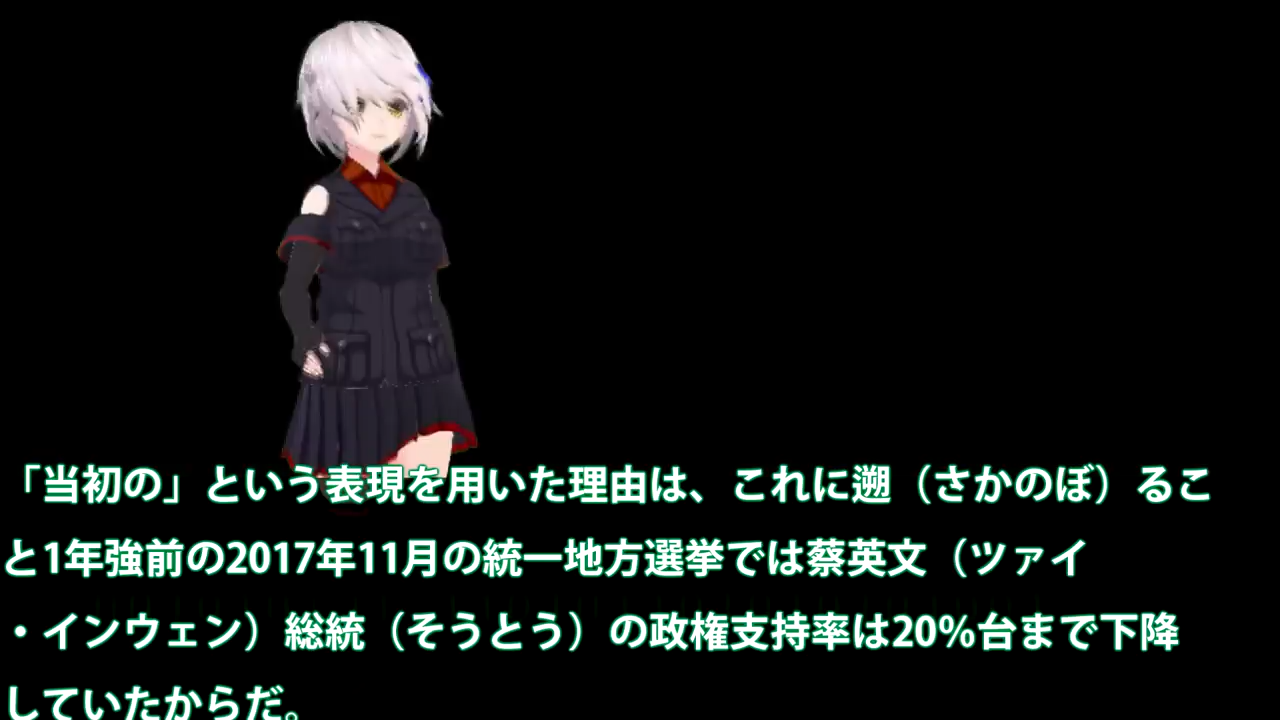 「当初の」という表現を用いた理由は、これに遡（さかのぼ）るこ
と1年強前の2017年11月の統一地方選挙では蔡英文（ツァイ
・インウェン）総統（そうとう）の政権支持率は20%台まで下降
していたからだ。